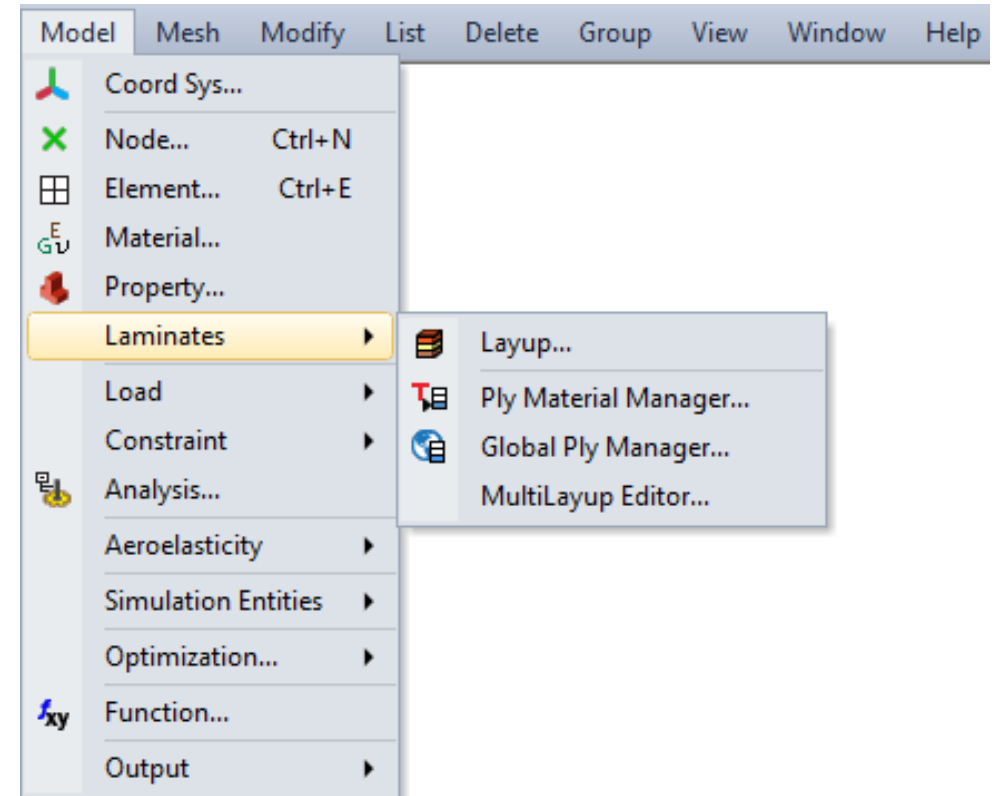 Model Mesh Modify List Delete Group View Window Help
Coord Sys...
Node... Ctrl+N
Element... Ctrl+E
Material...
Property...
Laminates
Layup...
Ply Material Manager...
Global Ply Manager...
MultiLayup Editor...
Load
Constraint
Analysis...
Aeroelasticity
Simulation Entities
Optimization...
Function...
Output